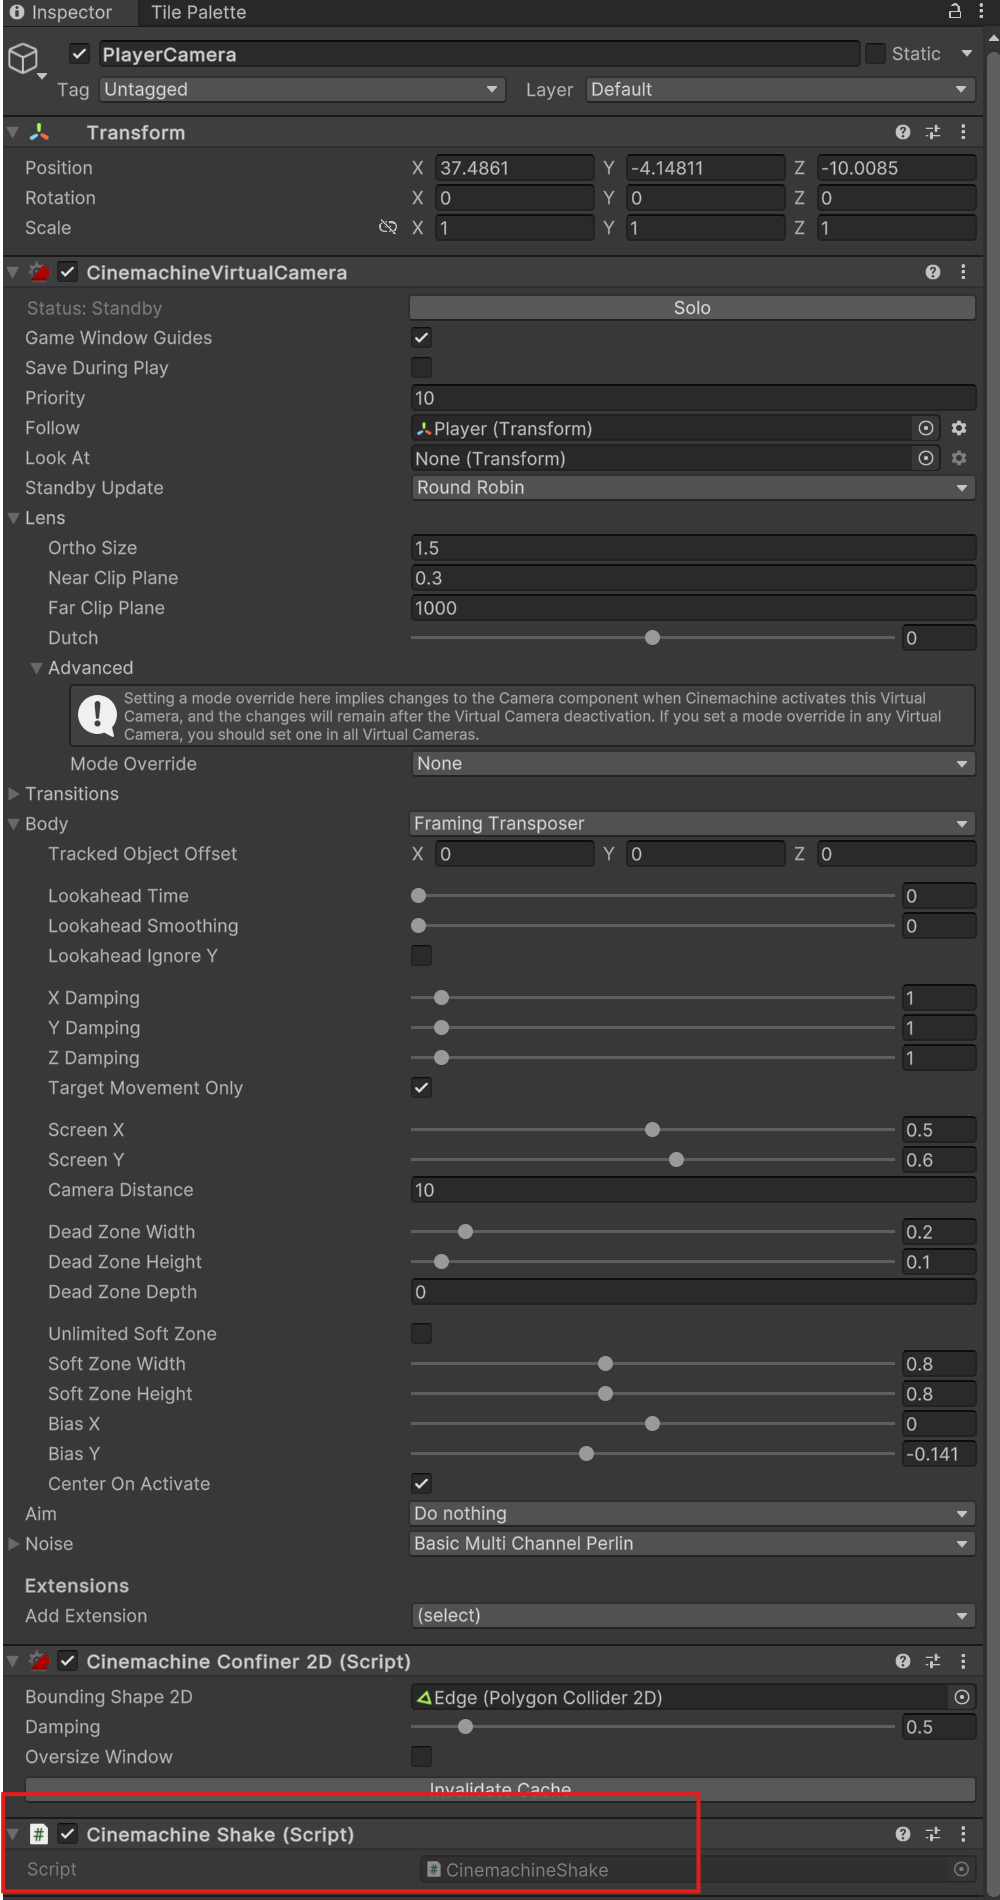 Inspector Tile Palette
PlayerCamera Static
Tag Untagged Layer Default
Transform
Position X 37.4861 Y -4.14811 Z -10.0085
Rotation X 0 Y 0 Z 0
Scale X 1 Y 1 Z 1
CinemachineVirtualCamera
Status: Standby Solo
Game Window Guides
Save During Play
Priority 10
Follow Player (Transform)
Look At None (Transform)
Standby Update Round Robin
Lens
Ortho Size 1.5
Near Clip Plane 0.3
Far Clip Plane 1000
Dutch 0
Advanced
Setting a mode override here implies changes to the Camera component when Cinemachine activates this Virtual
Camera, and the changes will remain after the Virtual Camera deactivation. If you set a mode override in any Virtual
Camera, you should set one in all Virtual Cameras.
Mode Override None
Transitions
Body Framing Transposer
Tracked Object Offset X 0 Y 0 Z 0
Lookahead Time 0
Lookahead Smoothing 0
Lookahead Ignore Y
X Damping 1
Y Damping 1
Z Damping 1
Target Movement Only
Screen X 0.5
Screen Y 0.6
Camera Distance 10
Dead Zone Width 0.2
Dead Zone Height 0.1
Dead Zone Depth 0
Unlimited Soft Zone
Soft Zone Width 0.8
Soft Zone Height 0.8
Bias X 0
Bias Y -0.141
Center On Activate
Aim Do nothing
Noise Basic Multi Channel Perlin
Extensions
Add Extension (select)
Cinemachine Confiner 2D (Script)
Bounding Shape 2D Edge (Polygon Collider 2D)
Damping 0.5
Oversize Window
Invalidate Cache
# Cinemachine Shake (Script)
Script # CinemachineShake